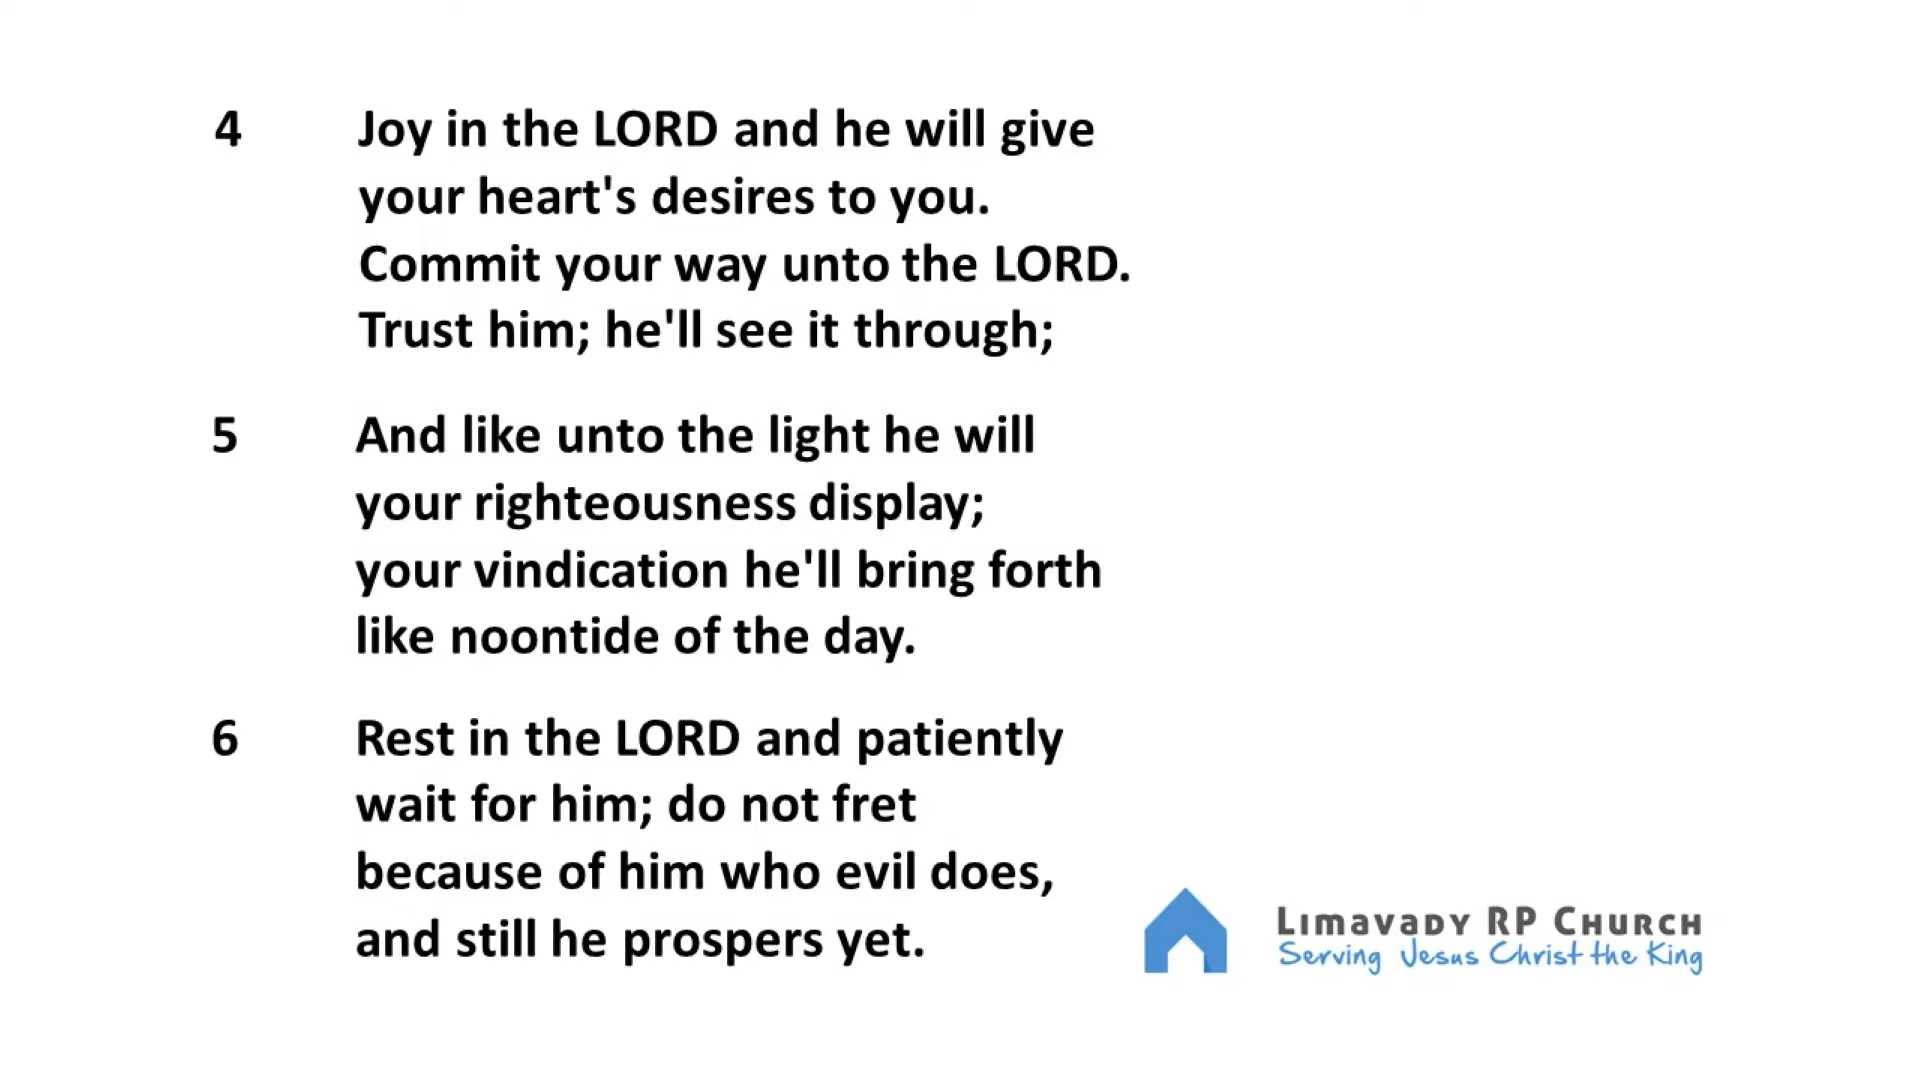 4 Joy in the LORD and he will give
your heart's desires to you.
Commit your way unto the LORD.
Trust him; he'll see it through;
5 And like unto the light he will
your righteousness display;
your vindication he'll bring forth
like noontide of the day.
6 Rest in the LORD and patiently
wait for him; do not fret
because of him who evil does,
and still he prospers yet.
LIMAVADY RP CHURCH
Serving Jesus Christ the King